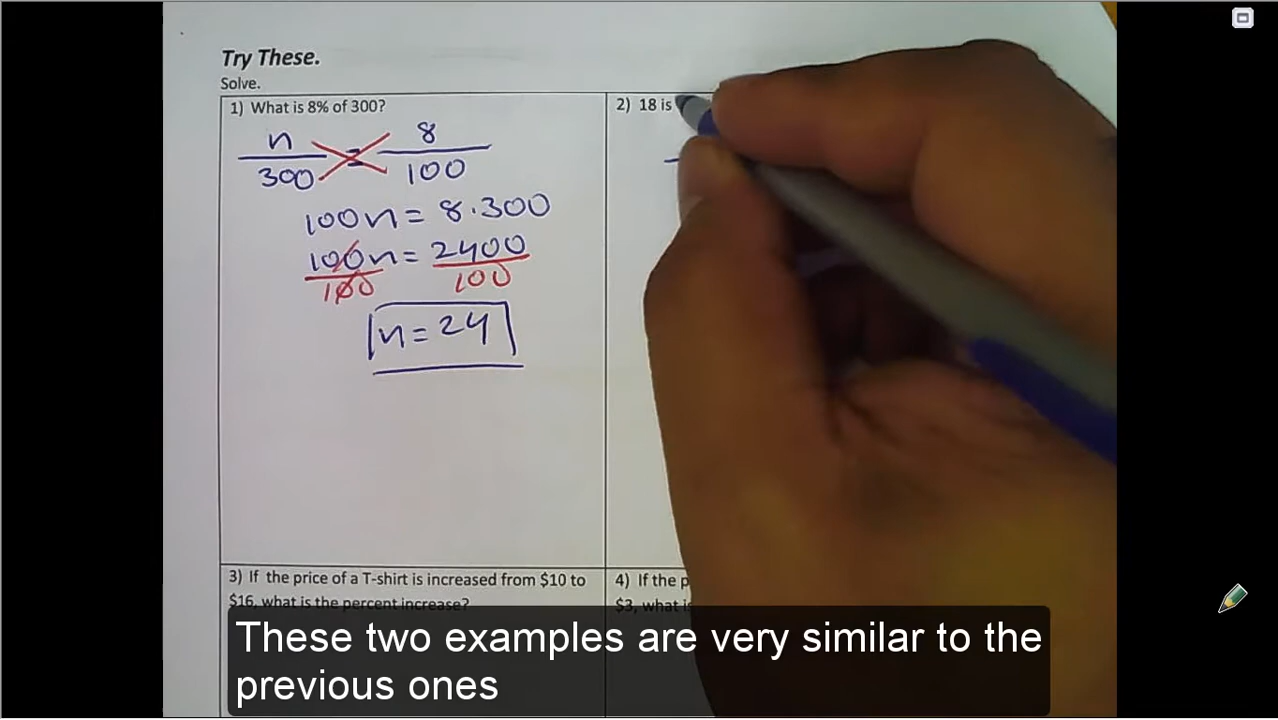 Try These.
Solve.
1) What is 8% of 300?
n/300 = 8/100
100n = 8·300
100n/100 = 2400/100
n = 24
2) 18 is
3) If the price of a T-shirt is increased from $10 to
$16, what is the percent increase?
4) If the p
$3, what is
These two examples are very similar to the
previous ones